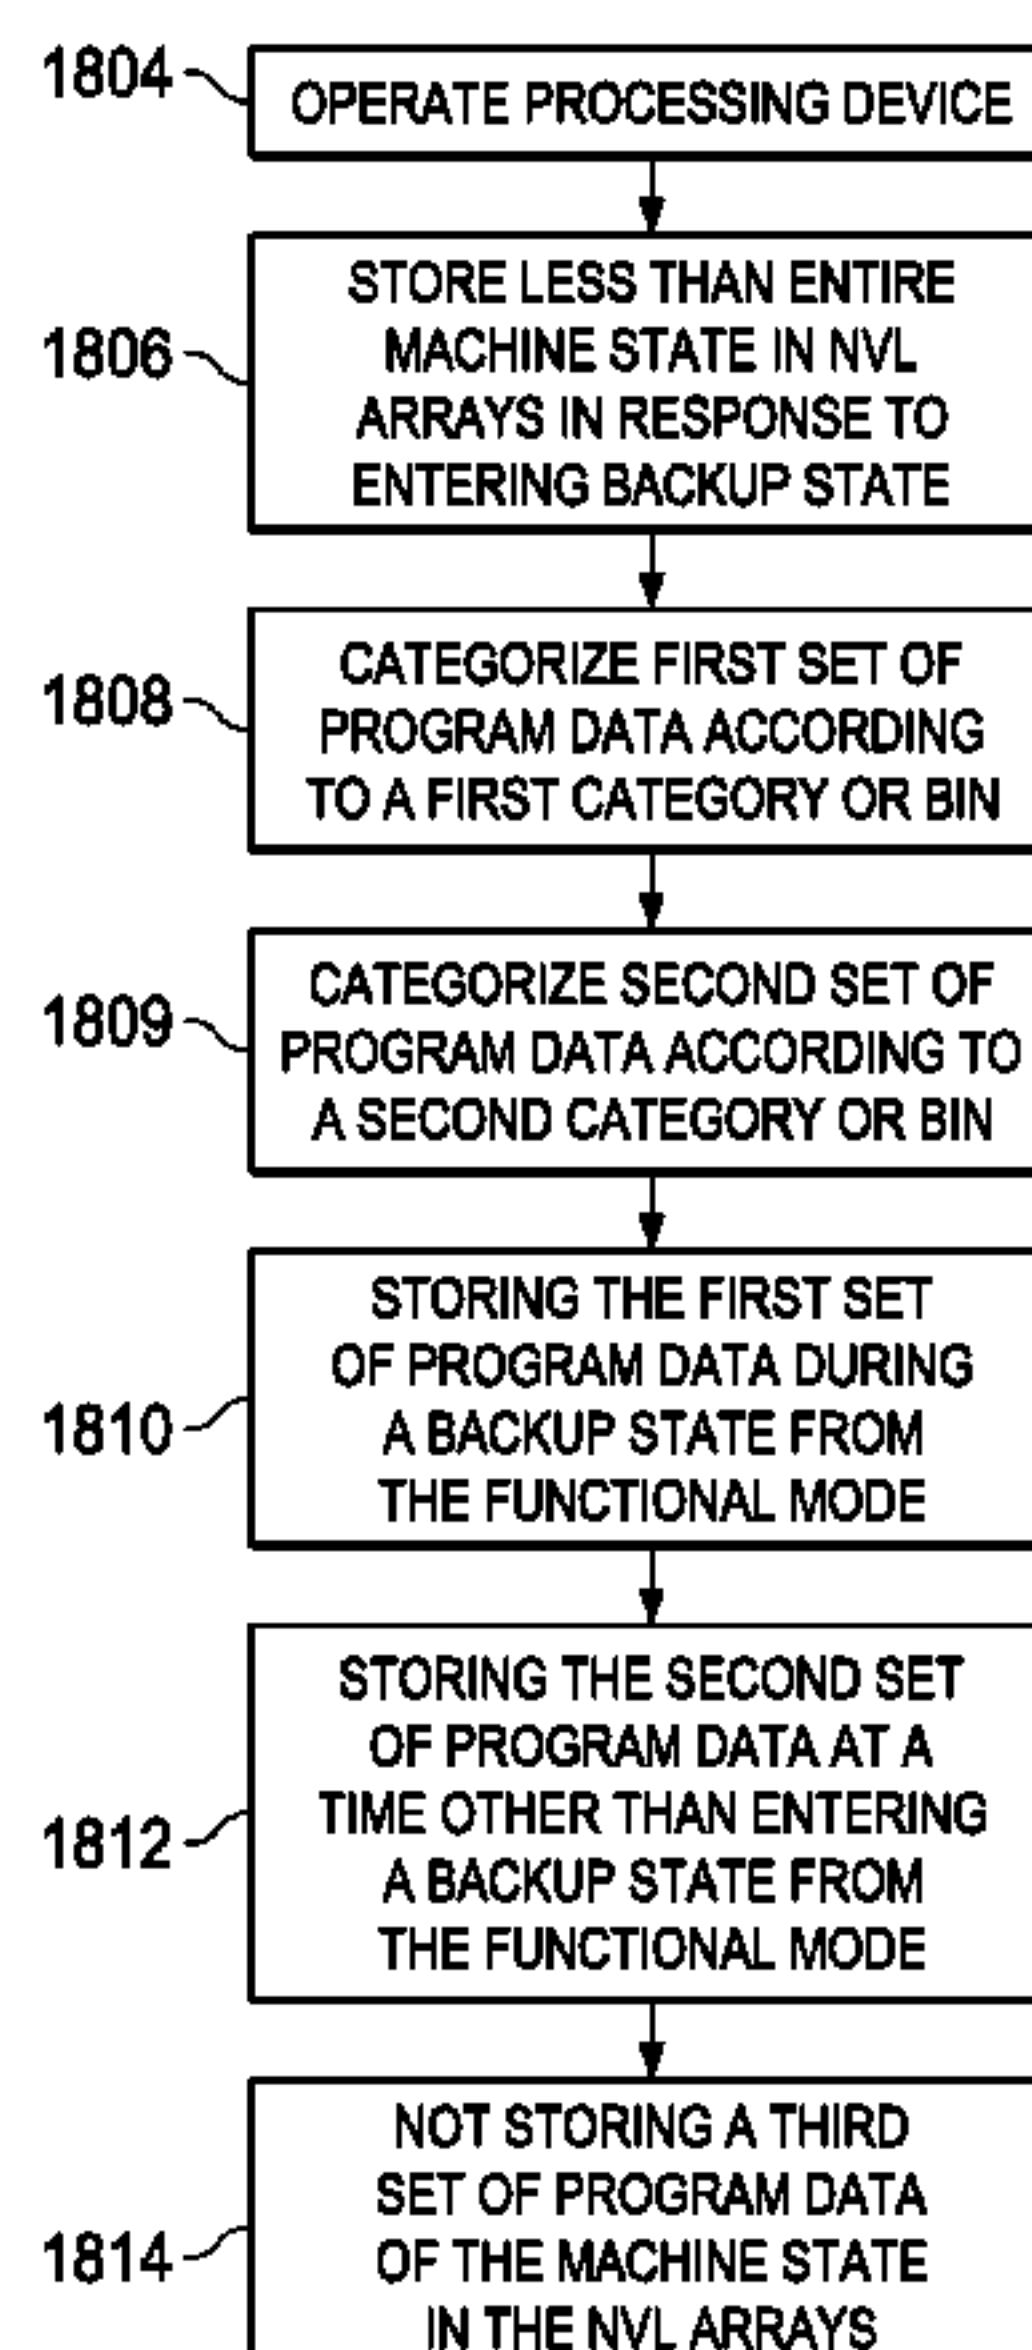 1804
OPERATE PROCESSING DEVICE
1806
STORE LESS THAN ENTIRE
MACHINE STATE IN NVL
ARRAYS IN RESPONSE TO
ENTERING BACKUP STATE
1808
CATEGORIZE FIRST SET OF
PROGRAM DATA ACCORDING
TO A FIRST CATEGORY OR BIN
1809
CATEGORIZE SECOND SET OF
PROGRAM DATA ACCORDING TO
A SECOND CATEGORY OR BIN
1810
STORING THE FIRST SET
OF PROGRAM DATA DURING
A BACKUP STATE FROM
THE FUNCTIONAL MODE
1812
STORING THE SECOND SET
OF PROGRAM DATA AT A
TIME OTHER THAN ENTERING
A BACKUP STATE FROM
THE FUNCTIONAL MODE
1814
NOT STORING A THIRD
SET OF PROGRAM DATA
OF THE MACHINE STATE
IN THE NVL ARRAYS